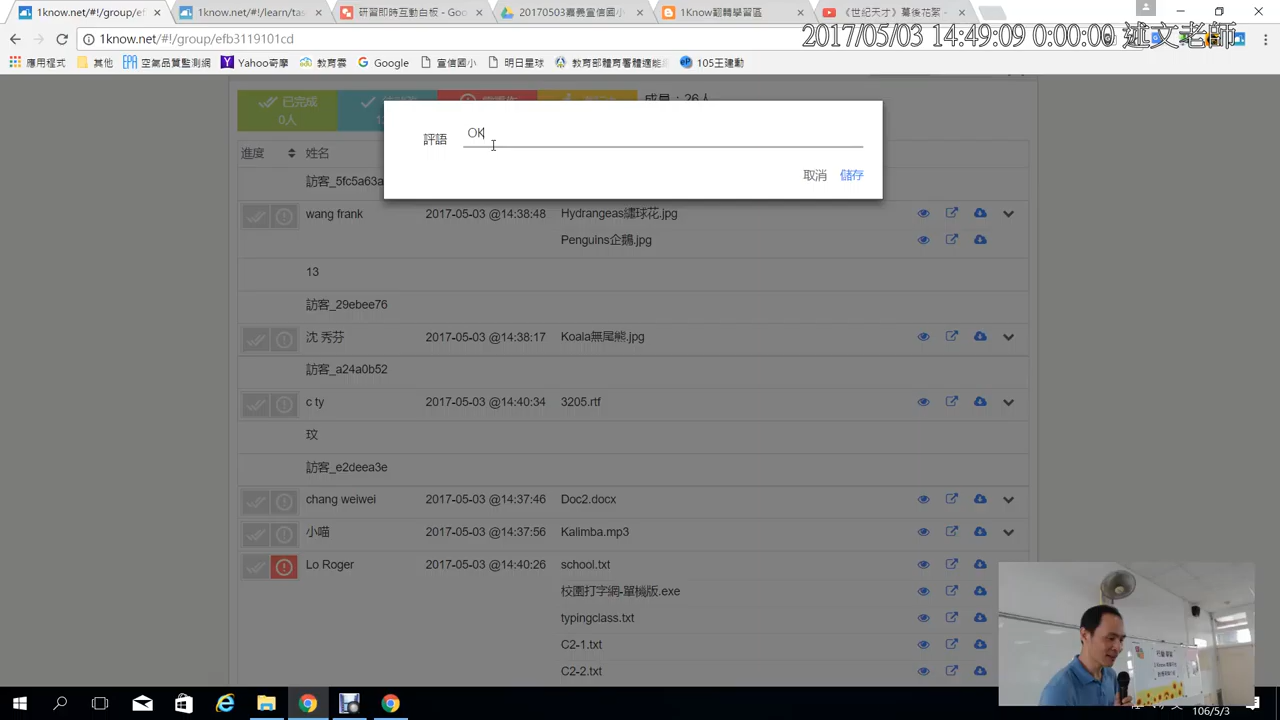 1know.net/#!/group/ef
1know.net/#!/learn/tas
研習即時互動白板 - Goo
20170503嘉義宣信國小
1Know翻轉學習區
《世紀天才》幕後花絮 -
1know.net/#!/group/efb3119101cd
2017/05/03 14:49:09 0:00:00 述文老師
應用程式 其他 空氣品質監測網 Yahoo奇摩 教育雲 Google 宣信國小 明日星球 教育部體育署體適能 105王建動
已完成
0人
成員：26人
評語 OK
取消 儲存
進度 姓名
訪客_5fc5a63a
wang frank 2017-05-03 @14:38:48 Hydrangeas繡球花.jpg
Penguins企鵝.jpg
13
訪客_29ebee76
沈 秀芬 2017-05-03 @14:38:17 Koala無尾熊.jpg
訪客_a24a0b52
c ty 2017-05-03 @14:40:34 3205.rtf
玟
訪客_e2deea3e
chang weiwei 2017-05-03 @14:37:46 Doc2.docx
小喵 2017-05-03 @14:37:56 Kalimba.mp3
Lo Roger 2017-05-03 @14:40:26 school.txt
校園打字網-單機版.exe
typingclass.txt
C2-1.txt
C2-2.txt
106/5/3